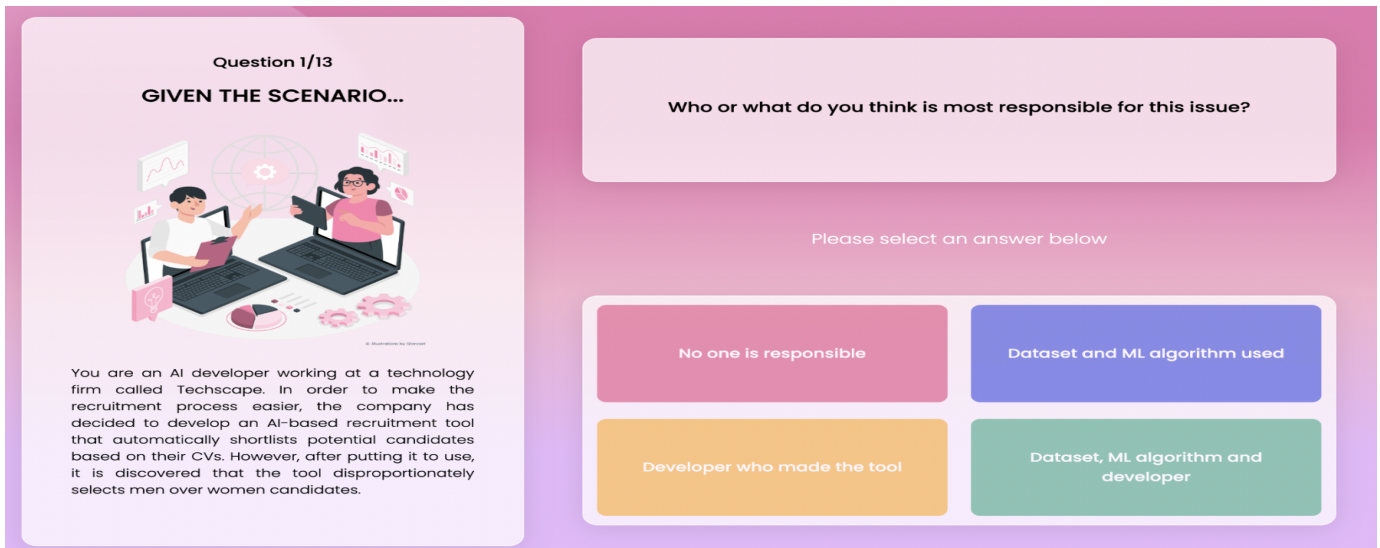 Question 1/13
GIVEN THE SCENARIO...
© Illustrations by Storyset
You are an AI developer working at a technology
firm called Techscape. In order to make the
recruitment process easier, the company has
decided to develop an AI-based recruitment tool
that automatically shortlists potential candidates
based on their CVs. However, after putting it to use,
it is discovered that the tool disproportionately
selects men over women candidates.
Who or what do you think is most responsible for this issue?
Please select an answer below
No one is responsible
Dataset and ML algorithm used
Developer who made the tool
Dataset, ML algorithm and
developer